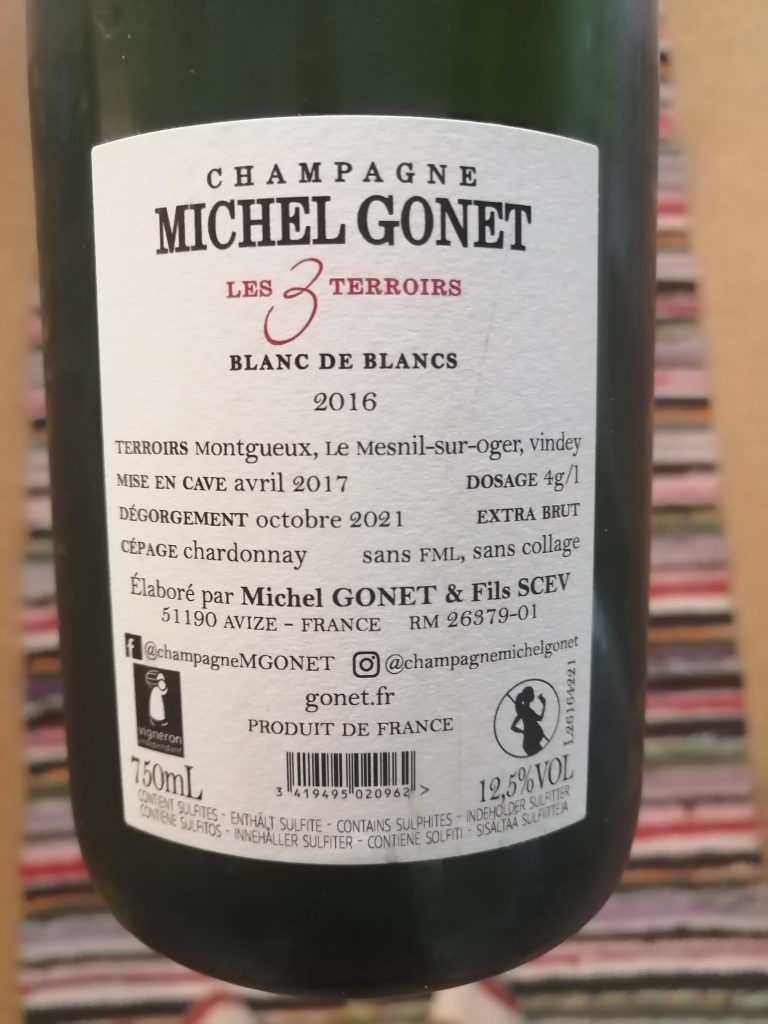 CHAMPAGNE
MICHEL GONET
LES 3 TERROIRS
BLANC DE BLANCS
2016
TERROIRS Montgueux, Le Mesnil-sur-Oger, Vindey
MISE EN CAVE avril 2017 DOSAGE 4g/l
DÉGORGEMENT octobre 2021 EXTRA BRUT
CÉPAGE chardonnay sans FML, sans collage
Élaboré par Michel GONET & Fils SCEV
51190 AVIZE – FRANCE RM 26379-01
f @champagneMGONET @champagnemichelgonet
gonet.fr
PRODUIT DE FRANCE
vigneron
indépendant
L26164221
750mL
3 419495 020962 >
12,5%VOL
CONTIENT SULFITES - ENTHÄLT SULFITE - CONTAINS SULPHITES - INDEHOLDER SULFITTER
CONTIENE SULFITOS - INNEHÅLLER SULFITER - CONTIENE SOLFITI - SISÄLTÄÄ SULFIITTEJA